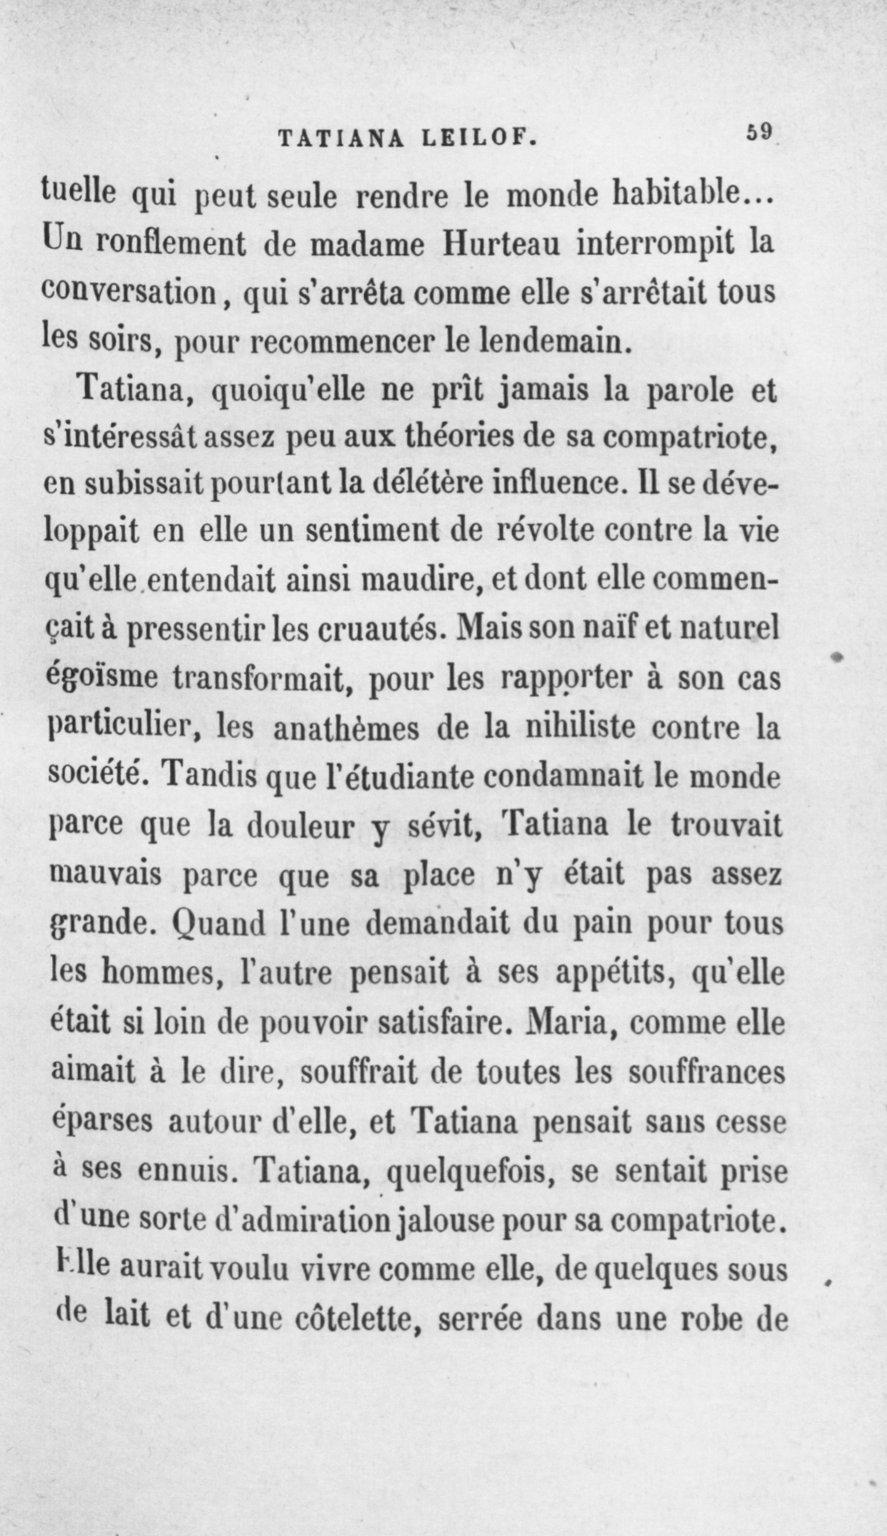 TATIANA LEILOF. 59
tuelle qui peut seule rendre le monde habitable...
Un ronflement de madame Hurteau interrompit la
conversation, qui s'arrêta comme elle s'arrêtait tous
les soirs, pour recommencer le lendemain.
Tatiana, quoiqu'elle ne prît jamais la parole et
s'intéressât assez peu aux théories de sa compatriote,
en subissait pourtant la délétère influence. Il se déve-
loppait en elle un sentiment de révolte contre la vie
qu'elle entendait ainsi maudire, et dont elle commen-
çait à pressentir les cruautés. Mais son naïf et naturel
égoïsme transformait, pour les rapporter à son cas
particulier, les anathèmes de la nihiliste contre la
société. Tandis que l'étudiante condamnait le monde
parce que la douleur y sévit, Tatiana le trouvait
mauvais parce que sa place n'y était pas assez
grande. Quand l'une demandait du pain pour tous
les hommes, l'autre pensait à ses appétits, qu'elle
était si loin de pouvoir satisfaire. Maria, comme elle
aimait à le dire, souffrait de toutes les souffrances
éparses autour d'elle, et Tatiana pensait sans cesse
à ses ennuis. Tatiana, quelquefois, se sentait prise
d'une sorte d'admiration jalouse pour sa compatriote.
Elle aurait voulu vivre comme elle, de quelques sous
de lait et d'une côtelette, serrée dans une robe de